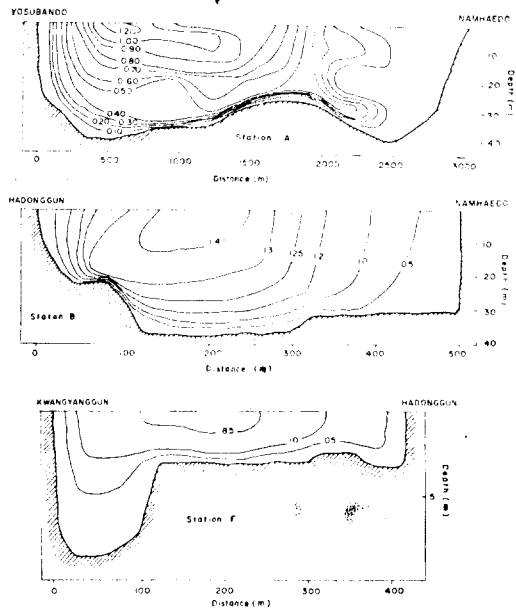 YOSUBANDO NAMHAEDO
1.21
1.00
0.90
0.80
0.70
0.60
0.50
0.40
0.20 0.30
0.10
10
20
30
40
Depth (m)
Station A
0 500 1000 1500 2000 2500 3000
Distance (m)
HADONGGUN NAMHAEDO
1.4 1.3 1.25 1.2 1.0 0.5
10
20
30
40
Depth (m)
Station B
0 100 200 300 400 500
Distance (m)
KWANGYANGGUN HADONGGUN
.85 1.0 0.5
5
Depth (m)
Station F
0 100 200 300 400
Distance (m)